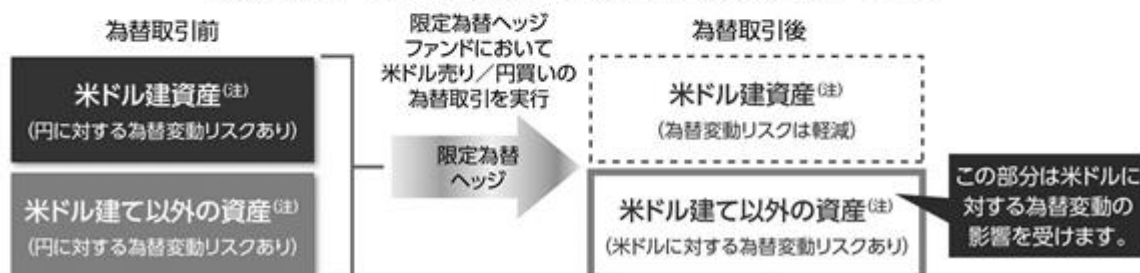 為替取引前
米ドル建資産(注)
(円に対する為替変動リスクあり)
米ドル建て以外の資産(注)
(円に対する為替変動リスクあり)
限定為替ヘッジ
ファンドにおいて
米ドル売り/円買いの
為替取引を実行
限定為替
ヘッジ
為替取引後
米ドル建資産(注)
(為替変動リスクは軽減)
米ドル建て以外の資産(注)
(米ドルに対する為替変動リスクあり)
この部分は米ドルに
対する為替変動の
影響を受けます。